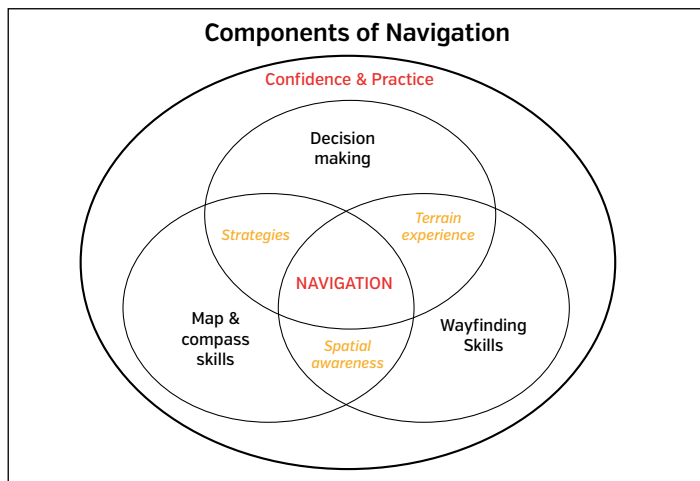 Components of Navigation
Confidence & Practice
Decision
making
Strategies
Terrain
experience
NAVIGATION
Map &
compass
skills
Wayfinding
Skills
Spatial
awareness